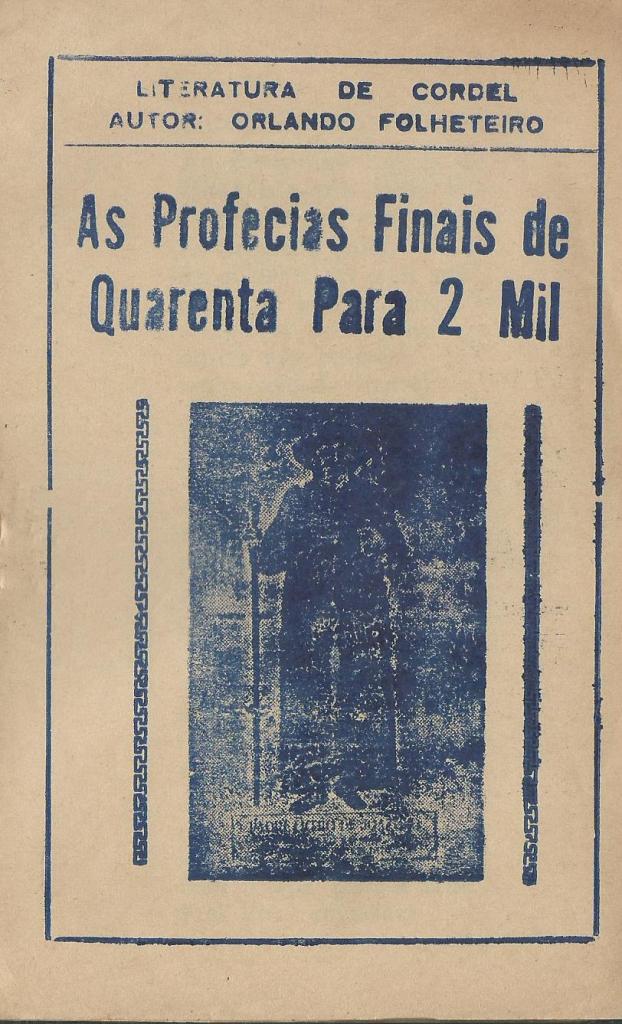 LITERATURA DE CORDEL
AUTOR: ORLANDO FOLHETEIRO
As Profecias Finais de
Quarenta Para 2 Mil